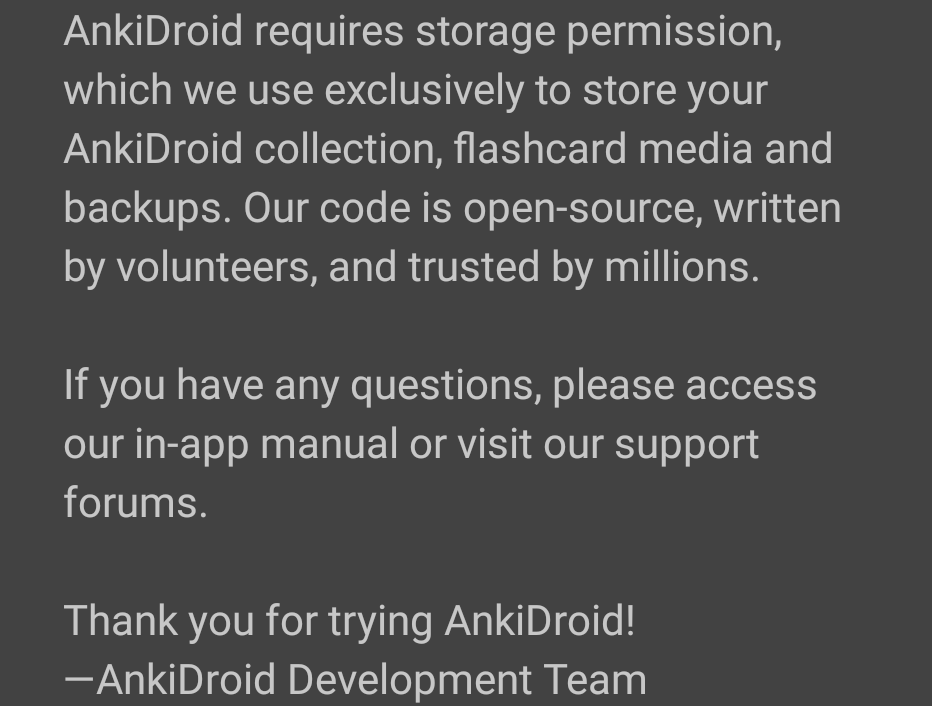 AnkiDroid requires storage permission,
which we use exclusively to store your
AnkiDroid collection, flashcard media and
backups. Our code is open-source, written
by volunteers, and trusted by millions.
If you have any questions, please access
our in-app manual or visit our support
forums.
Thank you for trying AnkiDroid!
—AnkiDroid Development Team